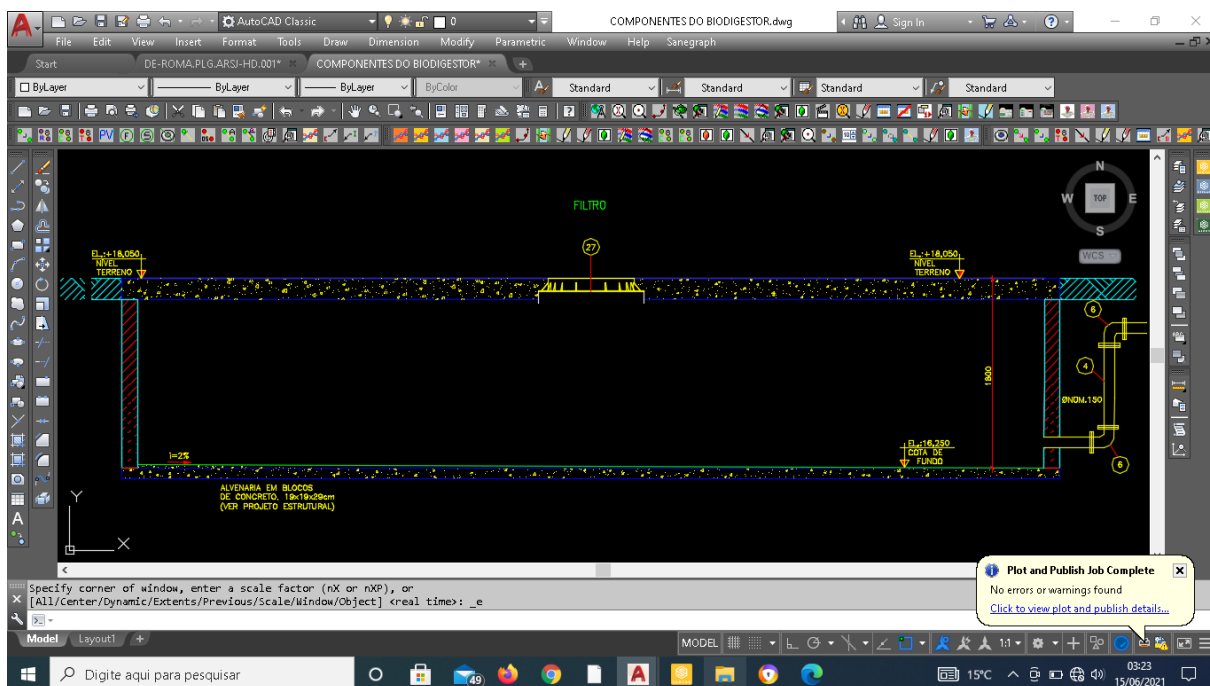 AutoCAD Classic
0
COMPONENTES DO BIODIGESTOR.dwg
Sign In
File Edit View Insert Format Tools Draw Dimension Modify Parametric Window Help Sanegraph
Start
DE-ROMA.PLG.ARSJ-HD.001*
COMPONENTES DO BIODIGESTOR*
ByLayer
ByLayer
ByLayer
ByColor
Standard
Standard
Standard
Standard
PV
FILTRO
27
EL.:+18,050
NÍVEL
TERRENO
EL.:+18,050
NÍVEL
TERRENO
N
W TOP E
S
WCS
6
4
1800
ØNOM.150
EL.:16,250
COTA DE
FUNDO
6
i=2%
ALVENARIA EM BLOCOS
DE CONCRETO, 19x19x29cm
(VER PROJETO ESTRUTURAL)
Y
X
Specify corner of window, enter a scale factor (nX or nXP), or
[All/Center/Dynamic/Extents/Previous/Scale/Window/Object] <real time>: _e
Plot and Publish Job Complete
No errors or warnings found
Click to view plot and publish details...
Model Layout1
MODEL
1:1
Digite aqui para pesquisar
49
15°C
03:23
15/06/2021